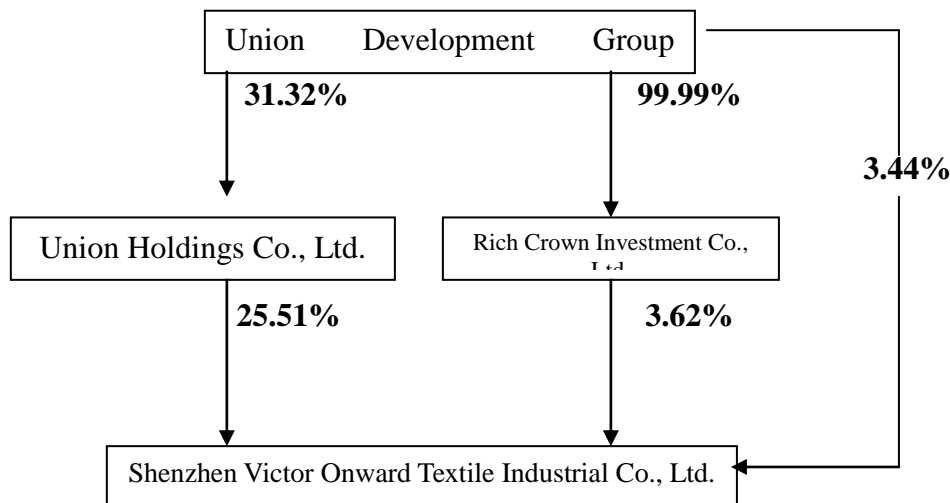 Union Development Group
31.32%
99.99%
3.44%
Union Holdings Co., Ltd.
Rich Crown Investment Co.,
Ltd
25.51%
3.62%
Shenzhen Victor Onward Textile Industrial Co., Ltd.